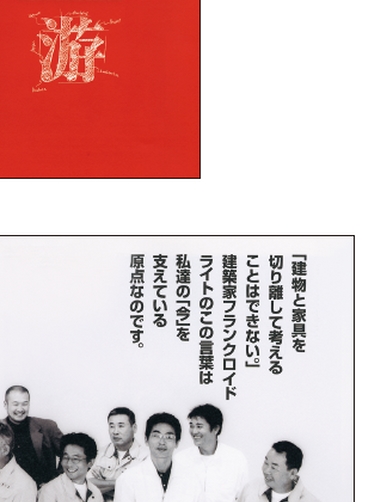 游
「建物と家具を
切り離して考える
ことはできない。」
建築家フランクロイド
ライトのこの言葉は
私達の「今」を
支えている
原点なのです。